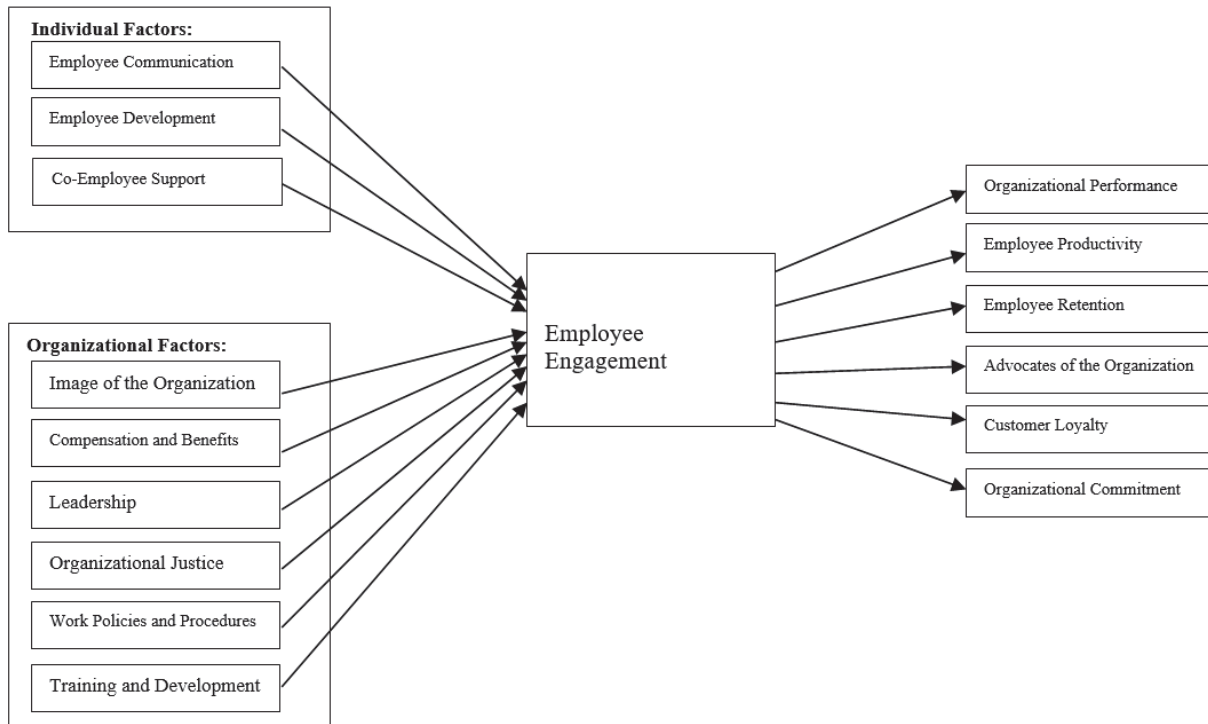 Individual Factors:
Employee Communication
Employee Development
Co-Employee Support
Organizational Factors:
Image of the Organization
Compensation and Benefits
Leadership
Organizational Justice
Work Policies and Procedures
Training and Development
Employee
Engagement
Organizational Performance
Employee Productivity
Employee Retention
Advocates of the Organization
Customer Loyalty
Organizational Commitment